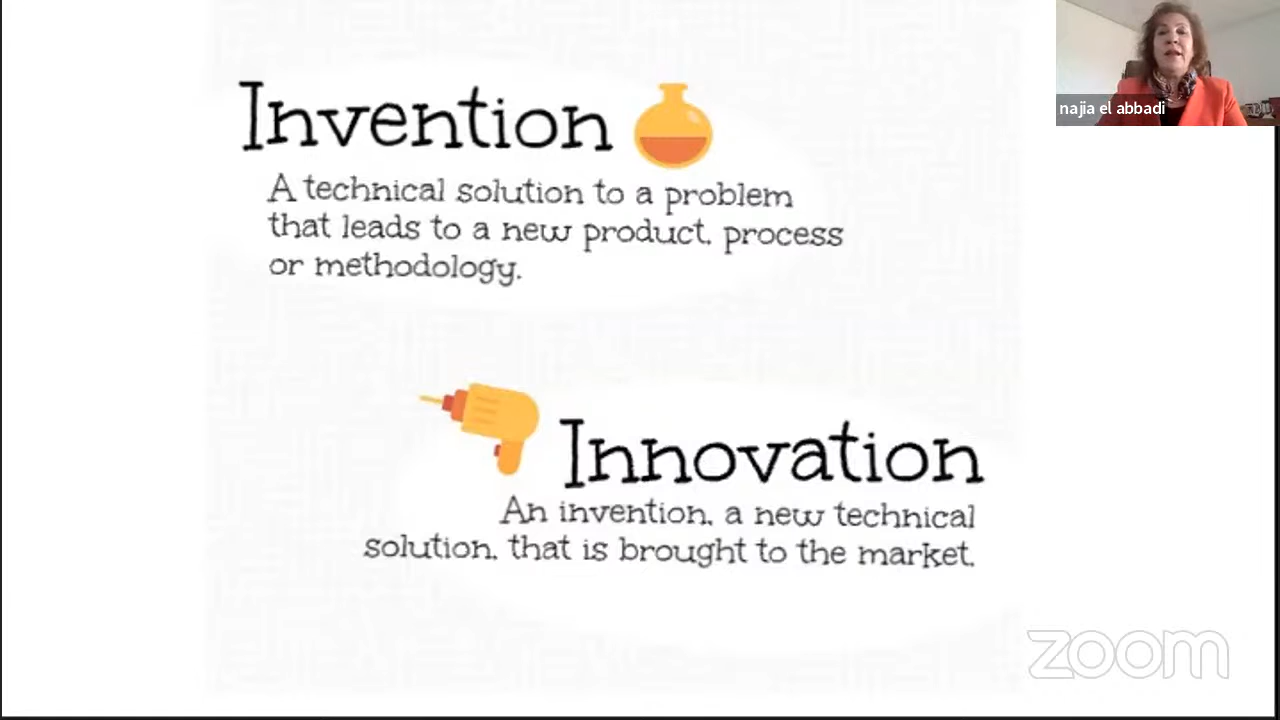 najia el abbadi
Invention
A technical solution to a problem
that leads to a new product, process
or methodology.
Innovation
An invention, a new technical
solution, that is brought to the market.
zoom